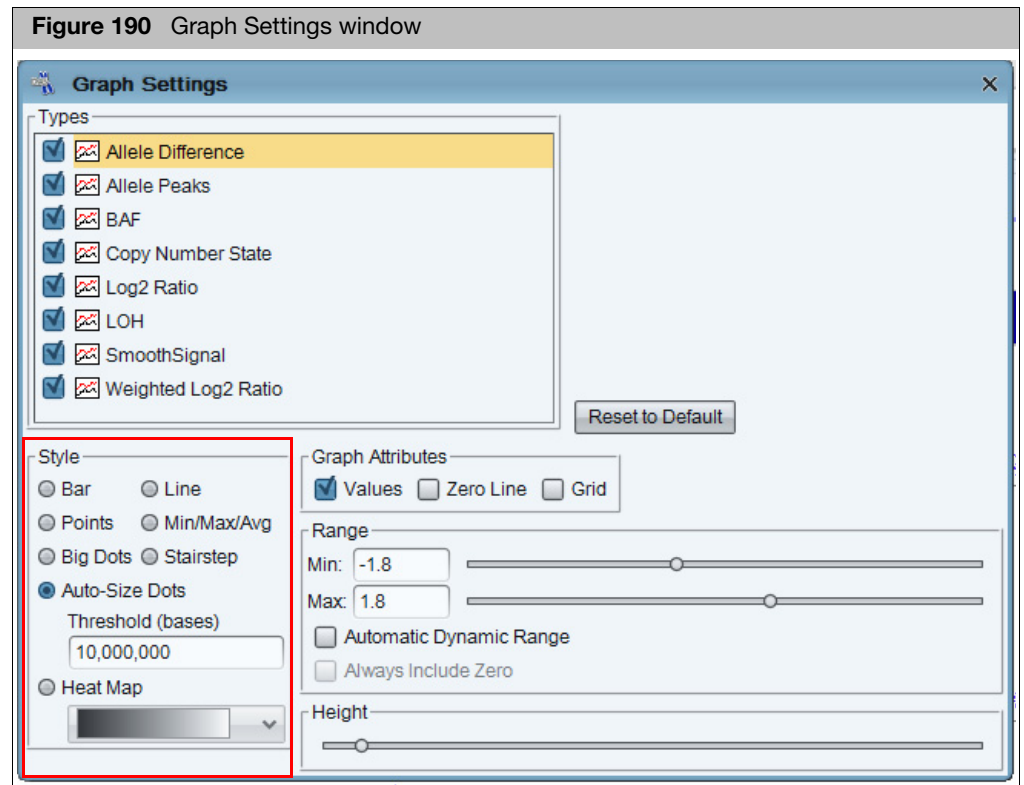 Figure 190 Graph Settings window
Graph Settings
Types
Allele Difference
Allele Peaks
BAF
Copy Number State
Log2 Ratio
LOH
SmoothSignal
Weighted Log2 Ratio
Reset to Default
Style
Bar Line
Points Min/Max/Avg
Big Dots Stairstep
Auto-Size Dots
Threshold (bases)
10,000,000
Heat Map
Graph Attributes
Values Zero Line Grid
Range
Min: -1.8
Max: 1.8
Automatic Dynamic Range
Always Include Zero
Height